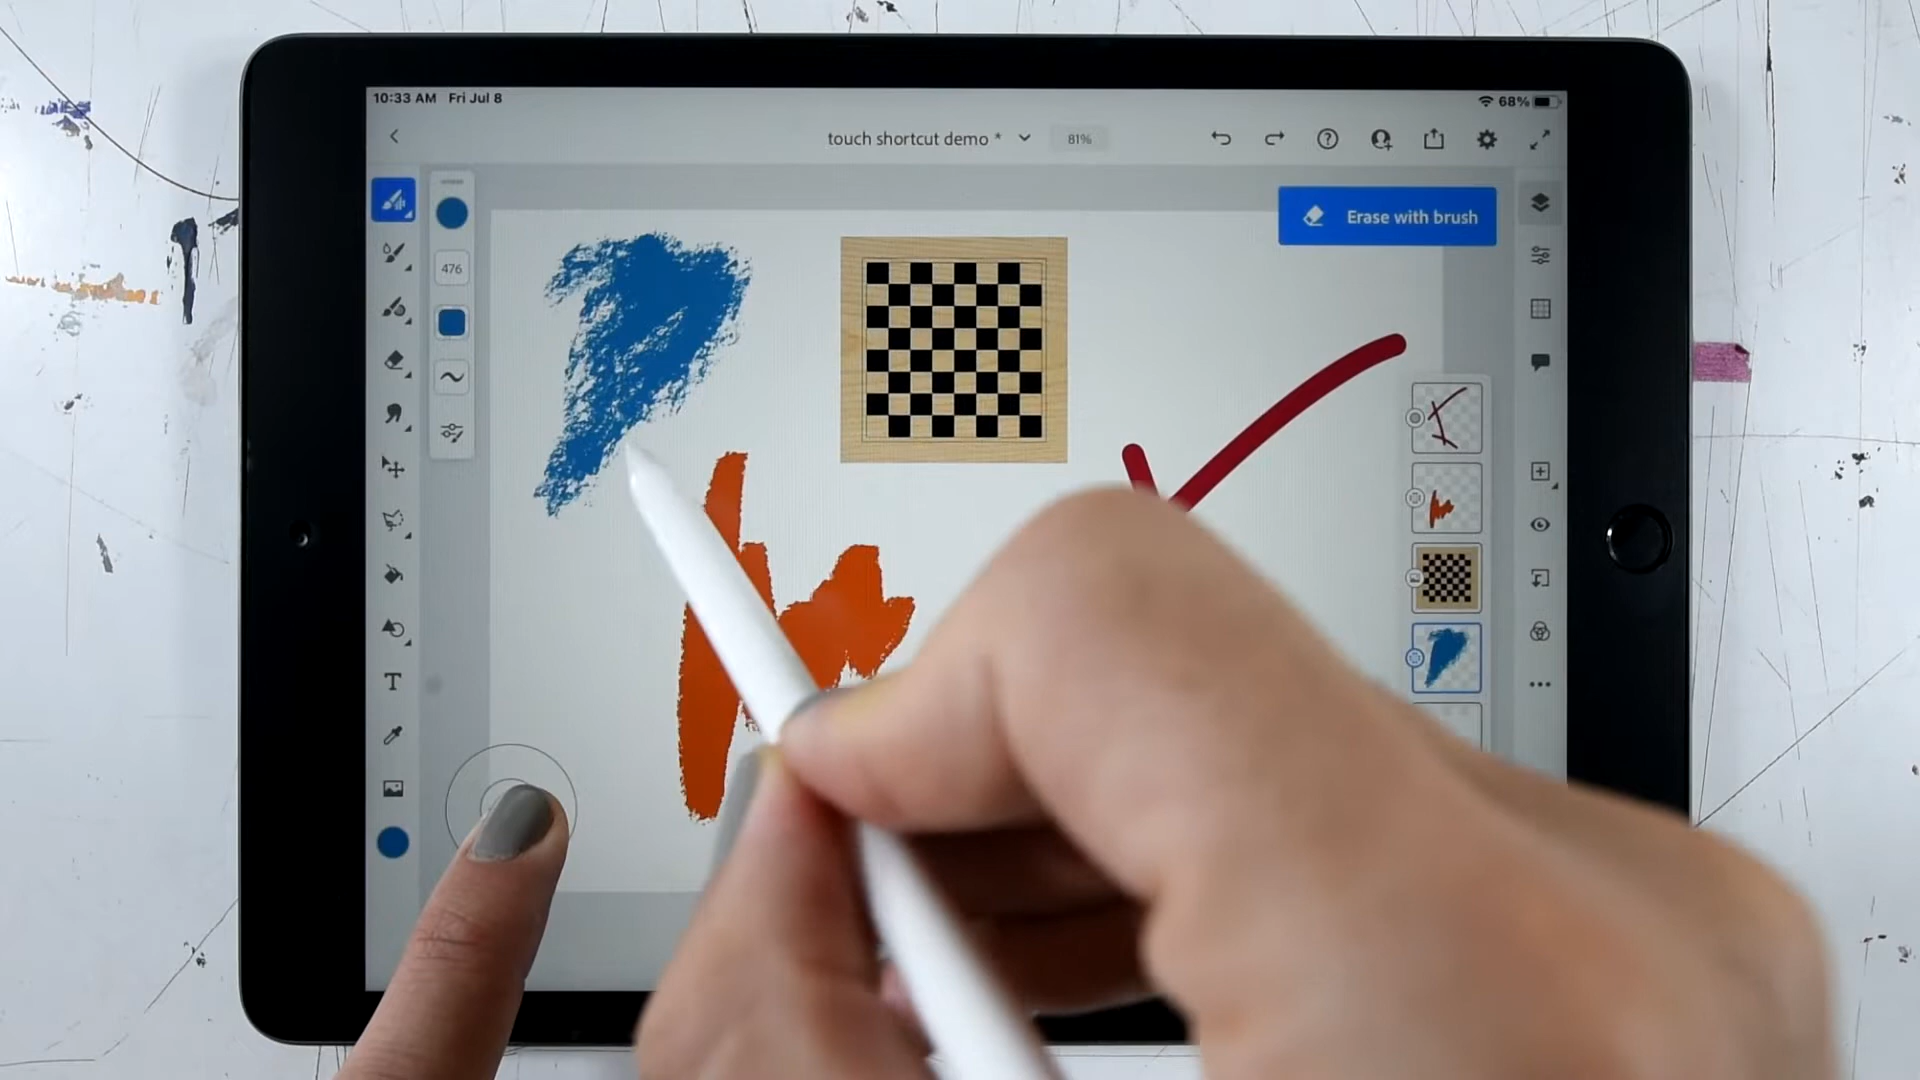 10:33 AM Fri Jul 8
68%
touch shortcut demo *
81%
Erase with brush
476
T